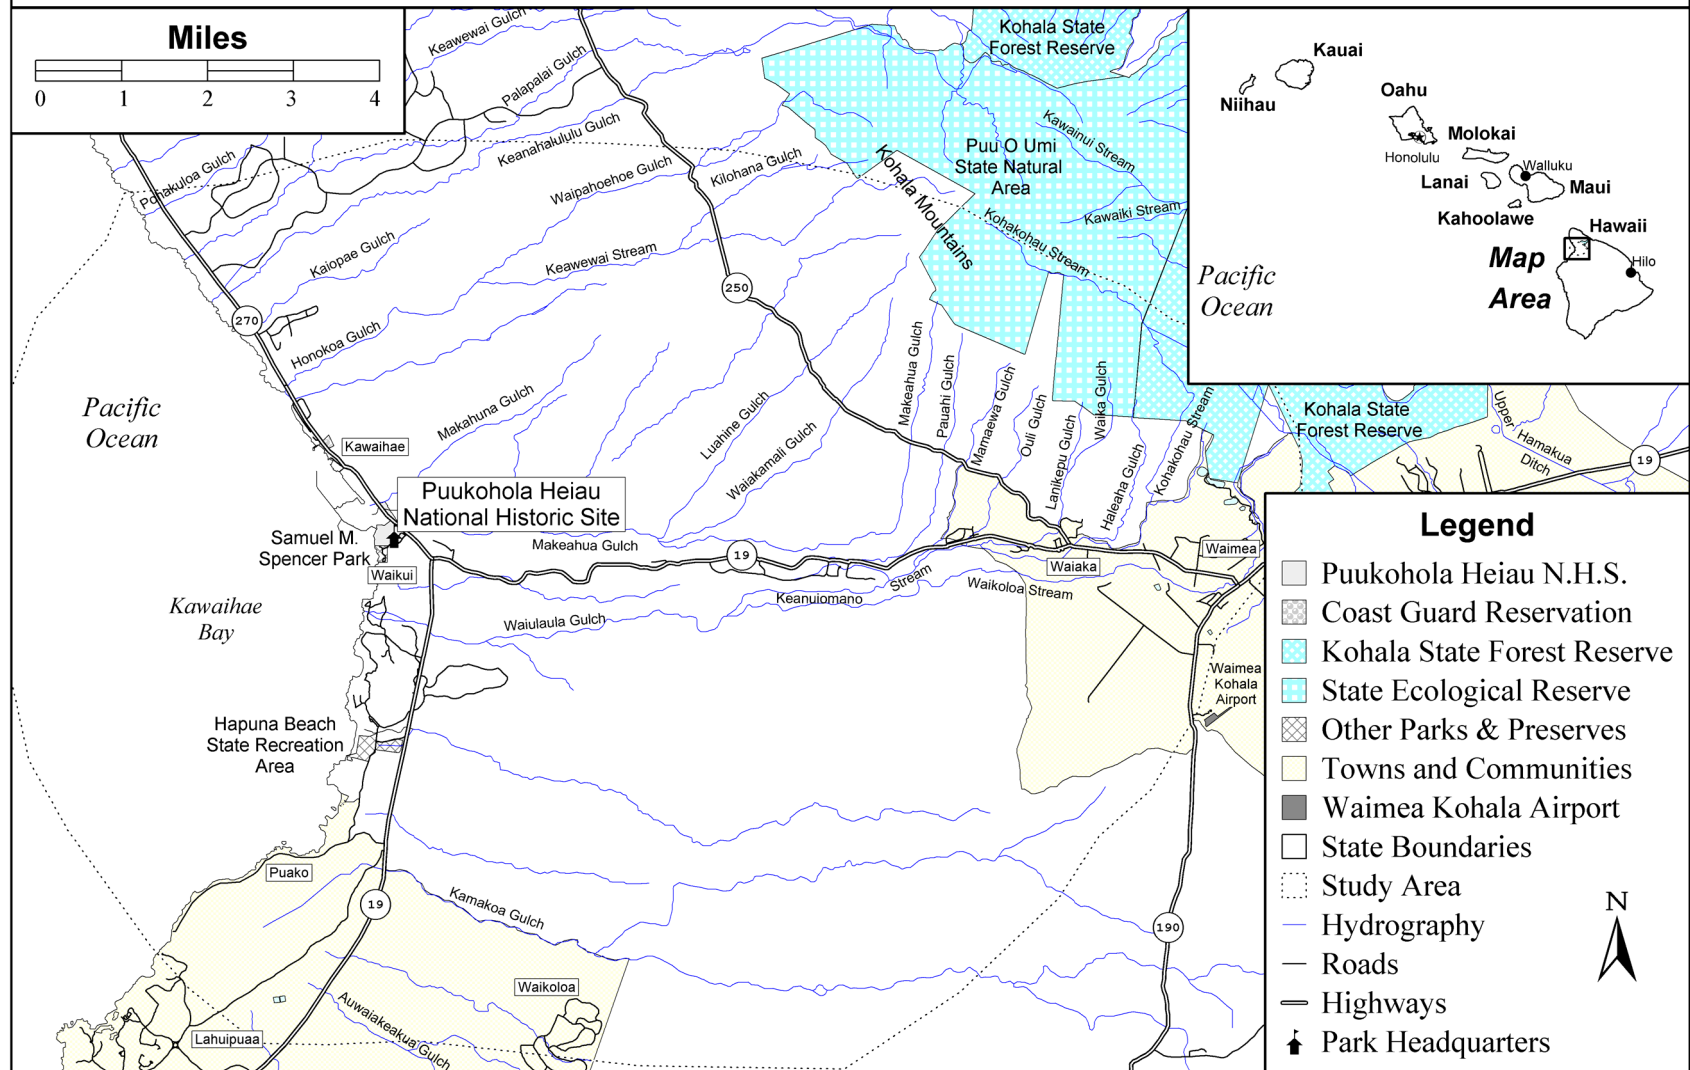 Miles
0 1 2 3 4
Keawewai Gulch
Palapalai Gulch
Keanahalululu Gulch
Pohakuloa Gulch
Waipahoehoe Gulch
Kilohana Gulch
Kaiopae Gulch
Keawewai Stream
Honokoa Gulch
Makahuna Gulch
Luahine Gulch
Waiakamali Gulch
Makeahua Gulch
Pauahi Gulch
Mamaewa Gulch
Ouli Gulch
Lanikepu Gulch
Waika Gulch
Haleaha Gulch
Kohakohau Stream
Kohala State
Forest Reserve
Puu O Umi
State Natural
Area
Kohala Mountains
Kawainui Stream
Kawaiki Stream
Kohakohau Stream
270
250
Pacific
Ocean
Kawaihae
Puukohola Heiau
National Historic Site
Samuel M.
Spencer Park
Waikui
Kawaihae
Bay
Makeahua Gulch
19
Keanuiomano
Stream
Waikoloa Stream
Waiulaula Gulch
Waiaka
Waimea
Waimea
Kohala
Airport
Hapuna Beach
State Recreation
Area
Puako
19
Kamakoa Gulch
190
Waikoloa
Auwaiakeakua Gulch
Lahuipuaa
Kauai
Niihau
Oahu
Honolulu
Molokai
Lanai
Walluku
Maui
Kahoolawe
Hawaii
Hilo
Map
Area
Pacific
Ocean
Kohala State
Forest Reserve
Upper
Hamakua
Ditch
19
Legend
Puukohola Heiau N.H.S.
Coast Guard Reservation
Kohala State Forest Reserve
State Ecological Reserve
Other Parks & Preserves
Towns and Communities
Waimea Kohala Airport
State Boundaries
Study Area
Hydrography
Roads
Highways
Park Headquarters
N